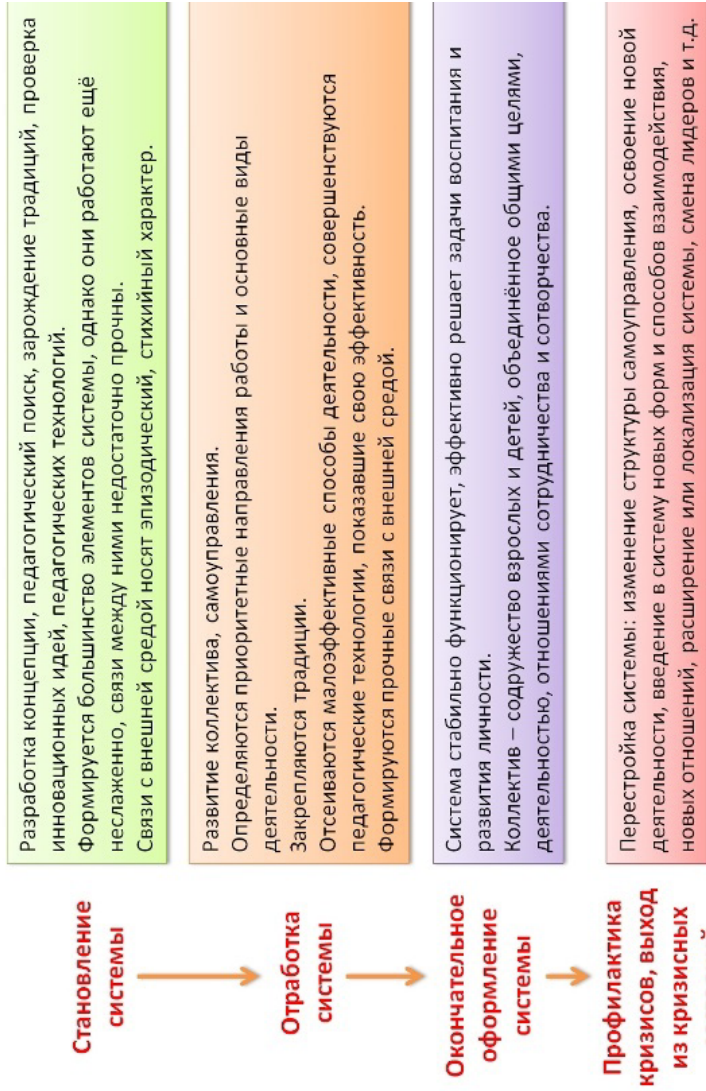 Становление
системы
Разработка концепции, педагогический поиск, зарождение традиций, проверка
инновационных идей, педагогических технологий.
Формируется большинство элементов системы, однако они работают ещё
неслаженно, связи между ними недостаточно прочны.
Связи с внешней средой носят эпизодический, стихийный характер.
Отработка
системы
Развитие коллектива, самоуправления.
Определяются приоритетные направления работы и основные виды
деятельности.
Закрепляются традиции.
Отсеиваются малоэффективные способы деятельности, совершенствуются
педагогические технологии, показавшие свою эффективность.
Формируются прочные связи с внешней средой.
Окончательное
оформление
системы
Система стабильно функционирует, эффективно решает задачи воспитания и
развития личности.
Коллектив – содружество взрослых и детей, объединённое общими целями,
деятельностью, отношениями сотрудничества и сотворчества.
Профилактика
кризисов, выход
из кризисных
Перестройка системы: изменение структуры самоуправления, освоение новой
деятельности, введение в систему новых форм и способов взаимодействия,
новых отношений, расширение или локализация системы, смена лидеров и т.д.